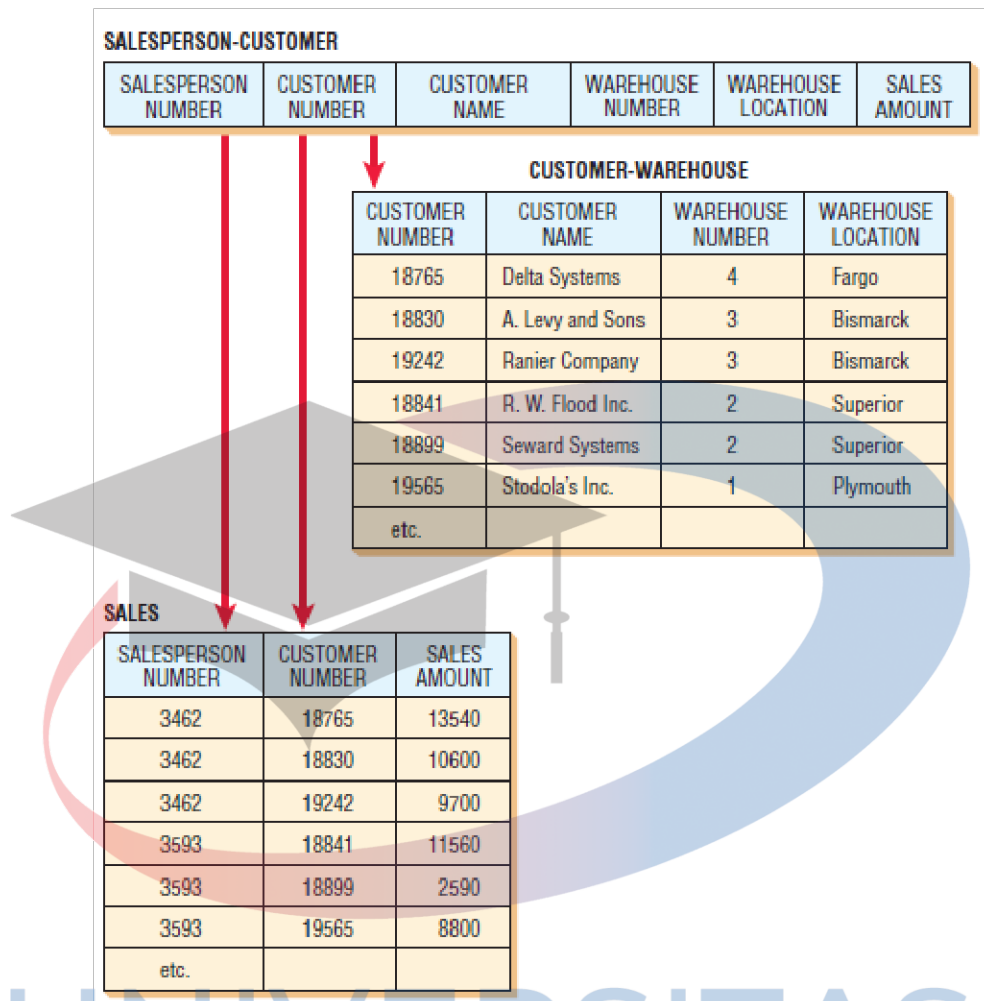 SALESPERSON-CUSTOMER
SALESPERSON NUMBER CUSTOMER NUMBER CUSTOMER NAME WAREHOUSE NUMBER WAREHOUSE LOCATION SALES AMOUNT
CUSTOMER-WAREHOUSE
CUSTOMER NUMBER CUSTOMER NAME WAREHOUSE NUMBER WAREHOUSE LOCATION
18765 Delta Systems 4 Fargo
18830 A. Levy and Sons 3 Bismarck
19242 Ranier Company 3 Bismarck
18841 R. W. Flood Inc. 2 Superior
18899 Seward Systems 2 Superior
19565 Stodola's Inc. 1 Plymouth
etc.
SALES
SALESPERSON NUMBER CUSTOMER NUMBER SALES AMOUNT
3462 18765 13540
3462 18830 10600
3462 19242 9700
3593 18841 11560
3593 18899 2590
3593 19565 8800
etc.
UNIVERSITAS